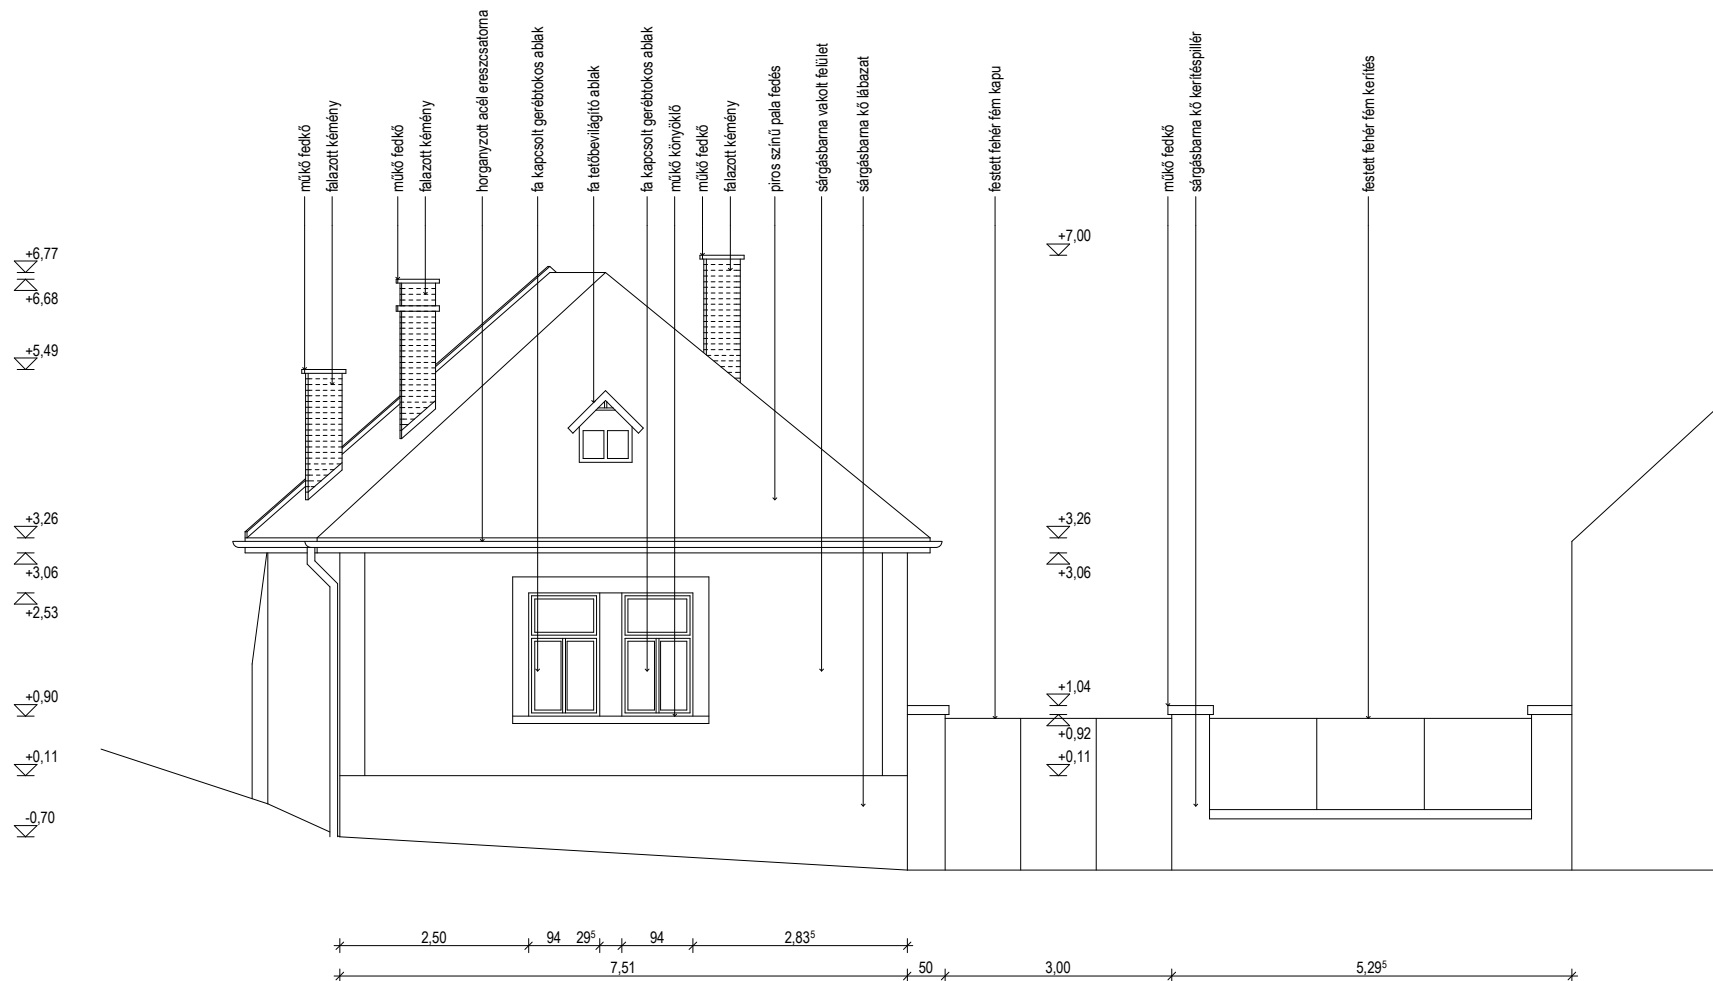 műkő fedkő
falazott kémény
műkő fedkő
falazott kémény
horganyzott acél ereszcsatorna
fa kapcsolt gerébtokos ablak
fa tetőbevilágító ablak
fa kapcsolt gerébtokos ablak
műkő könyöklő
műkő fedkő
falazott kémény
piros színű pala fedés
sárgásbarna vakolt felület
sárgásbarna kő lábazat
festett fehér fém kapu
műkő fedkő
sárgásbarna kő kerítéspillér
festett fehér fém kerítés
+6,77
+6,68
+5,49
+3,26
+3,06
+2,53
+0,90
+0,11
-0,70
+7,00
+3,26
+3,06
+1,04
+0,92
+0,11
2,50 94 29⁵ 94 2,83⁵
7,51 50 3,00 5,29⁵